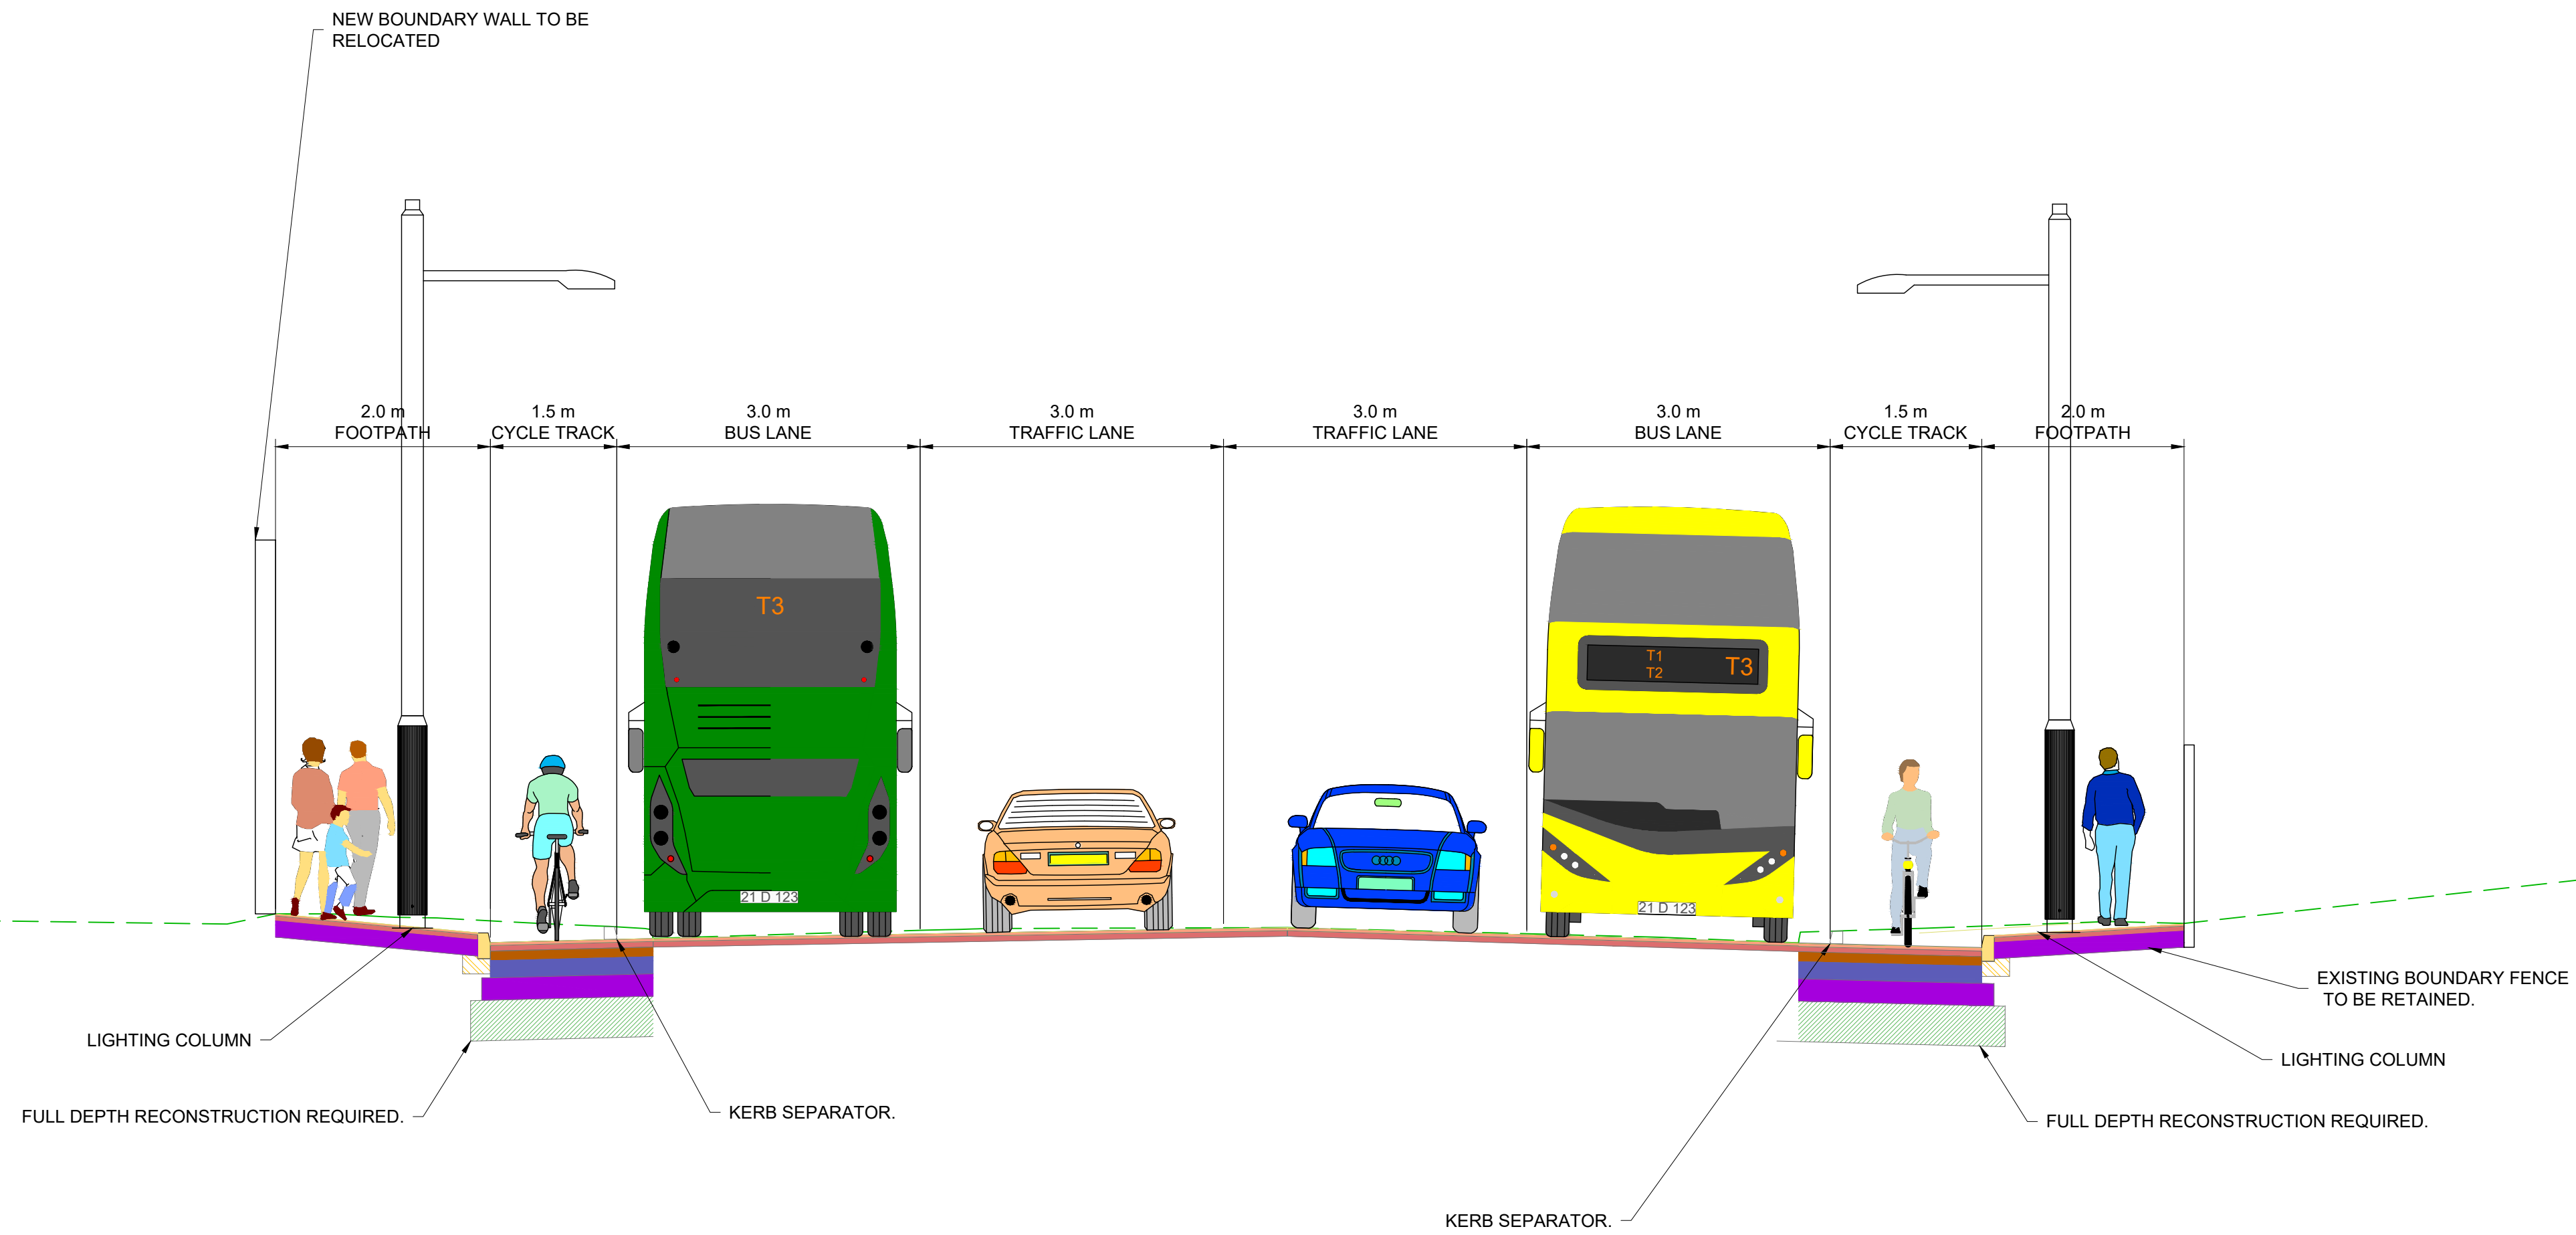 NEW BOUNDARY WALL TO BE
RELOCATED
2.0 m
FOOTPATH
1.5 m
CYCLE TRACK
3.0 m
BUS LANE
3.0 m
TRAFFIC LANE
3.0 m
TRAFFIC LANE
3.0 m
BUS LANE
1.5 m
CYCLE TRACK
2.0 m
FOOTPATH
T3
T1
T2
T3
21 D 123
21 D 123
EXISTING BOUNDARY FENCE
TO BE RETAINED.
LIGHTING COLUMN
LIGHTING COLUMN
FULL DEPTH RECONSTRUCTION REQUIRED.
KERB SEPARATOR.
FULL DEPTH RECONSTRUCTION REQUIRED.
KERB SEPARATOR.